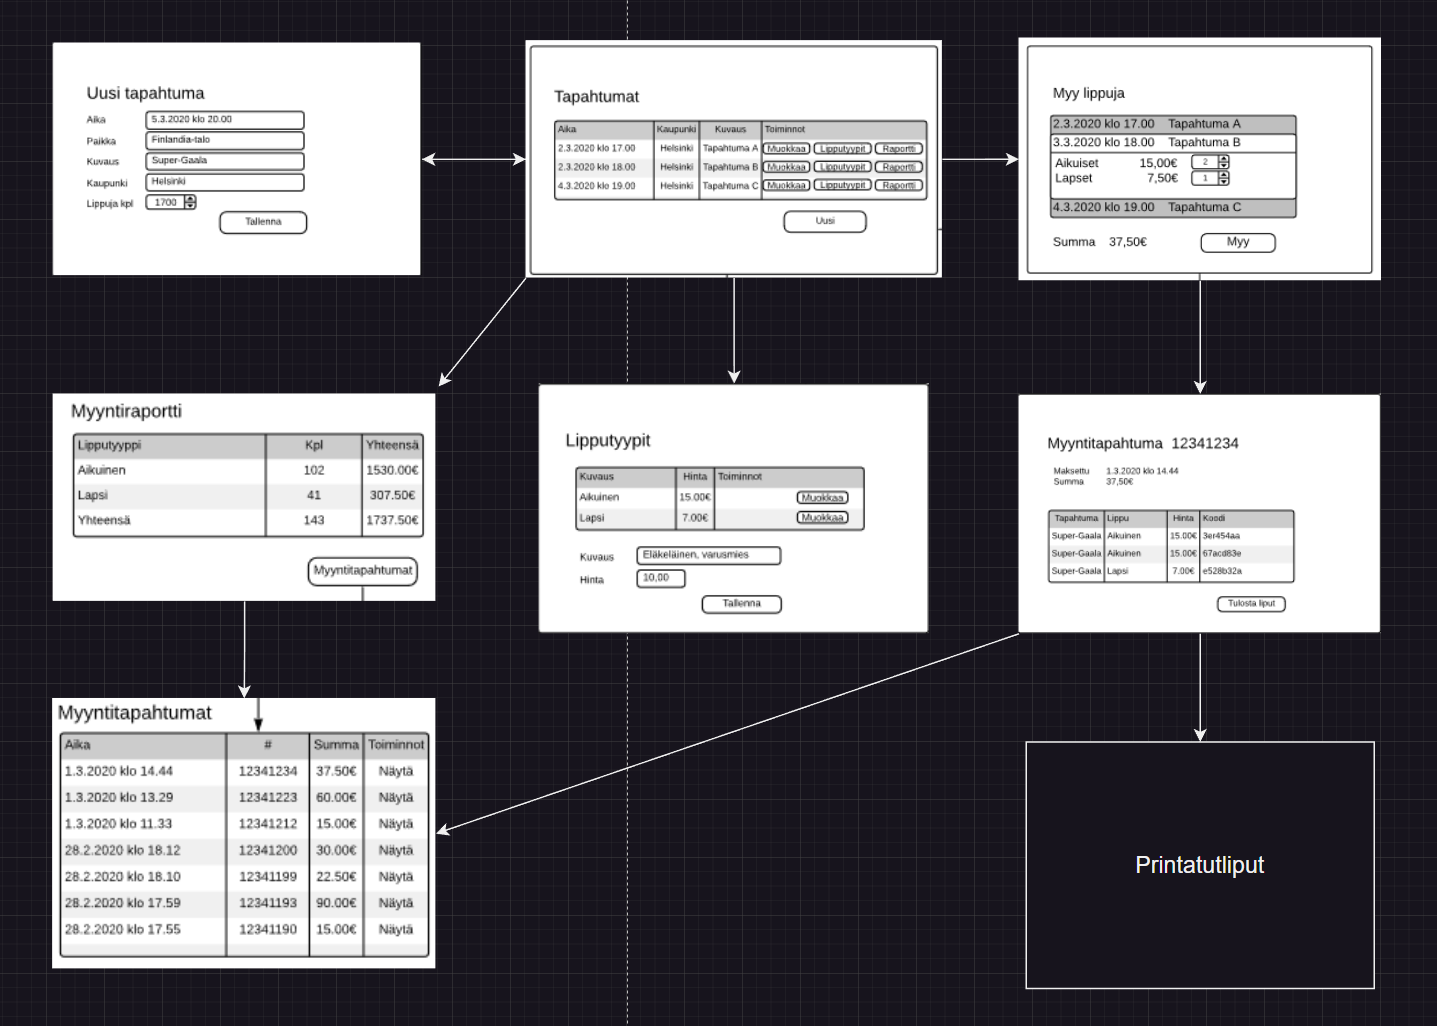 Uusi tapahtuma
Aika 5.3.2020 klo 20.00
Paikka Finlandia-talo
Kuvaus Super-Gaala
Kaupunki Helsinki
Lippuja kpl 1700
Tallenna
Tapahtumat
Aika Kaupunki Kuvaus Toiminnot
2.3.2020 klo 17.00 Helsinki Tapahtuma A Muokkaa Lipputyypit Raportti
2.3.2020 klo 18.00 Helsinki Tapahtuma B Muokkaa Lipputyypit Raportti
4.3.2020 klo 19.00 Helsinki Tapahtuma C Muokkaa Lipputyypit Raportti
Uusi
Myy lippuja
2.3.2020 klo 17.00 Tapahtuma A
3.3.2020 klo 18.00 Tapahtuma B
Aikuiset 15,00€ 2
Lapset 7,50€ 1
4.3.2020 klo 19.00 Tapahtuma C
Summa 37,50€ Myy
Myyntiraportti
Lipputyyppi Kpl Yhteensä
Aikuinen 102 1530.00€
Lapsi 41 307.50€
Yhteensä 143 1737.50€
Myyntitapahtumat
Lipputyypit
Kuvaus Hinta Toiminnot
Aikuinen 15.00€ Muokkaa
Lapsi 7.00€ Muokkaa
Kuvaus Eläkeläinen, varusmies
Hinta 10,00
Tallenna
Myyntitapahtuma 12341234
Maksettu 1.3.2020 klo 14.44
Summa 37,50€
Tapahtuma Lippu Hinta Koodi
Super-Gaala Aikuinen 15.00€ 3er454aa
Super-Gaala Aikuinen 15.00€ 67acd83e
Super-Gaala Lapsi 7.00€ e528b32a
Tulosta liput
Myyntitapahtumat
Aika # Summa Toiminnot
1.3.2020 klo 14.44 12341234 37.50€ Näytä
1.3.2020 klo 13.29 12341223 60.00€ Näytä
1.3.2020 klo 11.33 12341212 15.00€ Näytä
28.2.2020 klo 18.12 12341200 30.00€ Näytä
28.2.2020 klo 18.10 12341199 22.50€ Näytä
28.2.2020 klo 17.59 12341193 90.00€ Näytä
28.2.2020 klo 17.55 12341190 15.00€ Näytä
Printatutliput